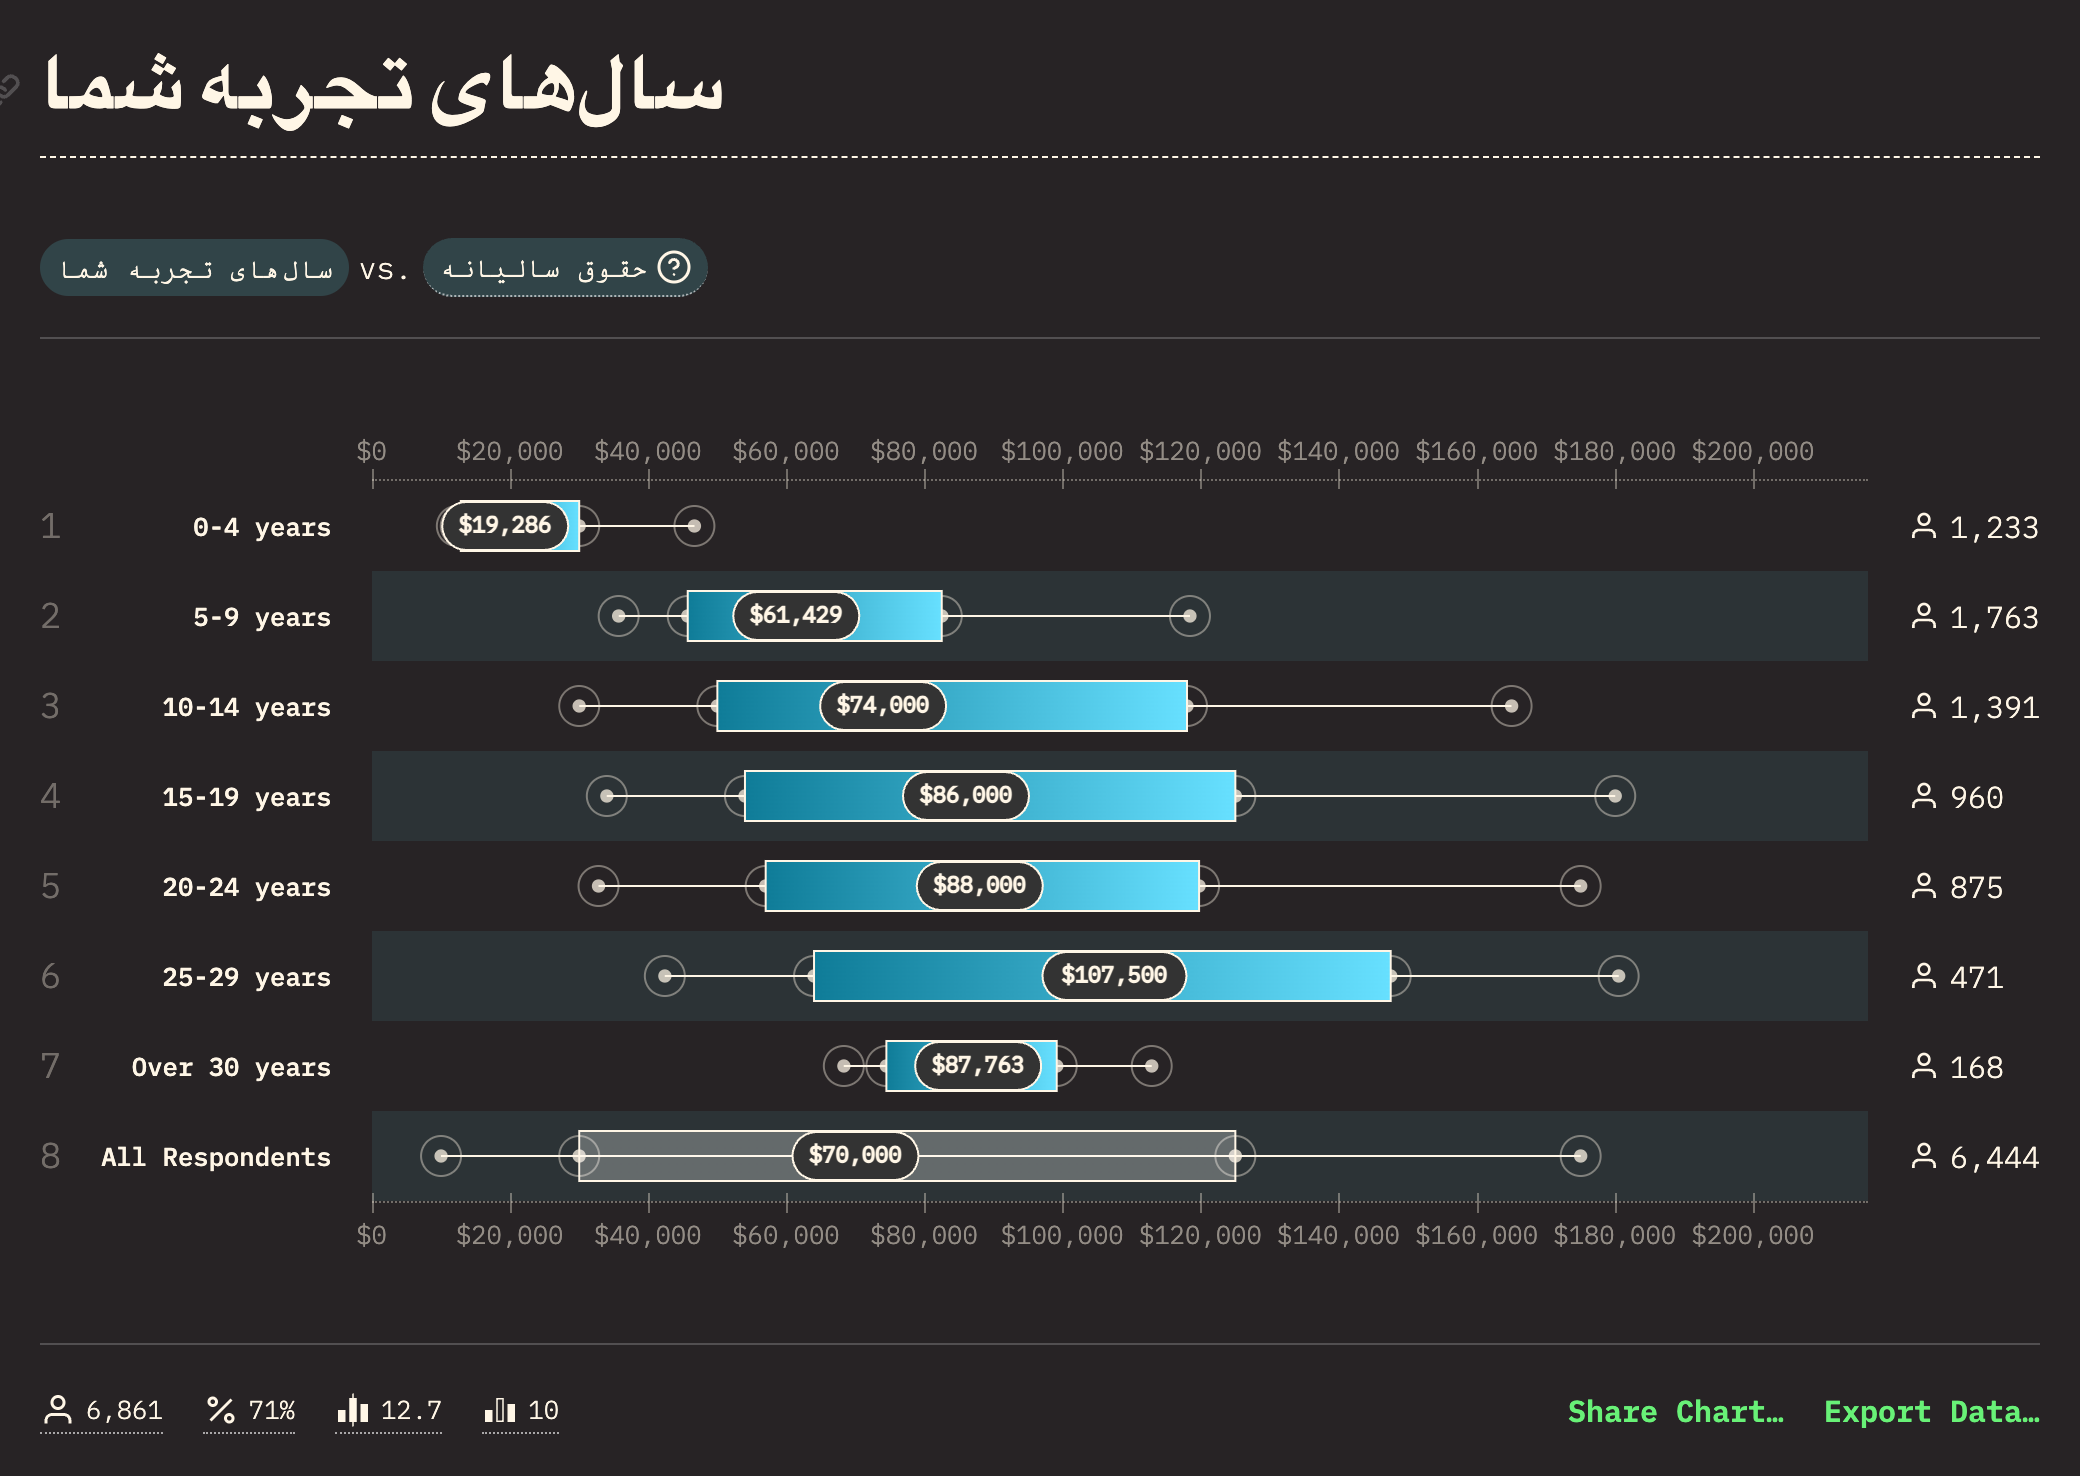 سال‌های تجربه شما
سال‌های تجربه شما vs. حقوق سالیانه
$0 $20,000 $40,000 $60,000 $80,000 $100,000 $120,000 $140,000 $160,000 $180,000 $200,000
1 0-4 years $19,286 1,233
2 5-9 years $61,429 1,763
3 10-14 years $74,000 1,391
4 15-19 years $86,000 960
5 20-24 years $88,000 875
6 25-29 years $107,500 471
7 Over 30 years $87,763 168
8 All Respondents $70,000 6,444
$0 $20,000 $40,000 $60,000 $80,000 $100,000 $120,000 $140,000 $160,000 $180,000 $200,000
6,861 71% 12.7 10 Share Chart… Export Data…